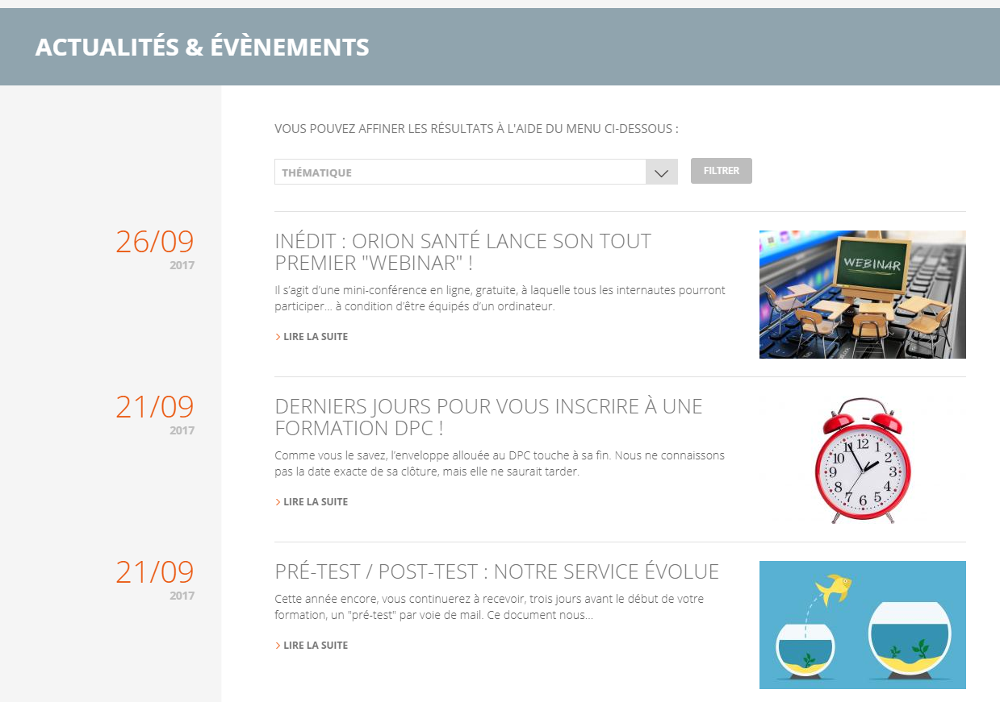 ACTUALITÉS & ÉVÈNEMENTS
VOUS POUVEZ AFFINER LES RÉSULTATS À L'AIDE DU MENU CI-DESSOUS :
THÉMATIQUE
FILTRER
26/09
2017
INÉDIT : ORION SANTÉ LANCE SON TOUT
PREMIER "WEBINAR" !
Il s’agit d’une mini-conférence en ligne, gratuite, à laquelle tous les internautes pourront
participer... à condition d’être équipés d’un ordinateur.
LIRE LA SUITE
WEBINAR
21/09
2017
DERNIERS JOURS POUR VOUS INSCRIRE À UNE
FORMATION DPC !
Comme vous le savez, l’enveloppe allouée au DPC touche à sa fin. Nous ne connaissons
pas la date exacte de sa clôture, mais elle ne saurait tarder.
LIRE LA SUITE
12
1
2
3
4
5
6
7
8
9
10
11
21/09
2017
PRÉ-TEST / POST-TEST : NOTRE SERVICE ÉVOLUE
Cette année encore, vous continuerez à recevoir, trois jours avant le début de votre
formation, un "pré-test" par voie de mail. Ce document nous...
LIRE LA SUITE